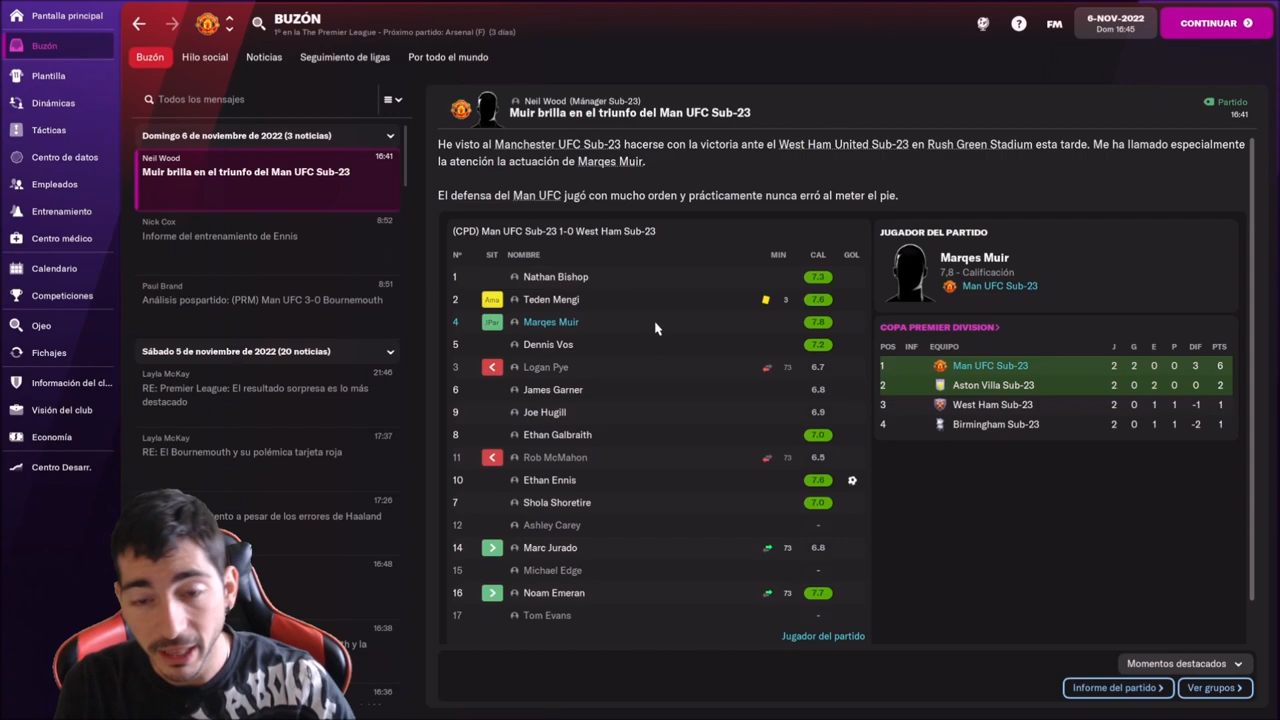 Pantalla principal
Buzón
Plantilla
Dinámicas
Tácticas
Centro de datos
Empleados
Entrenamiento
Centro médico
Calendario
Competiciones
Ojeo
Fichajes
Información del cl...
Visión del club
Economía
Centro Desarr.
BUZÓN
1º en la The Premier League - Próximo partido: Arsenal (F) (3 días)
FM
6-NOV-2022
Dom 16:45
CONTINUAR
Buzón
Hilo social
Noticias
Seguimiento de ligas
Por todo el mundo
Todos los mensajes
Domingo 6 de noviembre de 2022 (3 noticias)
Neil Wood 16:41
Muir brilla en el triunfo del Man UFC Sub-23
Nick Cox 8:52
Informe del entrenamiento de Ennis
Paul Brand 8:51
Análisis pospartido: (PRM) Man UFC 3-0 Bournemouth
Sábado 5 de noviembre de 2022 (20 noticias)
Layla McKay 21:46
RE: Premier League: El resultado sorpresa es lo más
destacado
Layla McKay 17:37
RE: El Bournemouth y su polémica tarjeta roja
17:26
a pesar de los errores de Haaland
16:48
16:38
y la
16:36
Neil Wood (Mánager Sub-23)
Muir brilla en el triunfo del Man UFC Sub-23
Partido
16:41
He visto al Manchester UFC Sub-23 hacerse con la victoria ante el West Ham United Sub-23 en Rush Green Stadium esta tarde. Me ha llamado especialmente
la atención la actuación de Marqes Muir.
El defensa del Man UFC jugó con mucho orden y prácticamente nunca erró al meter el pie.
(CPD) Man UFC Sub-23 1-0 West Ham Sub-23
Nº SIT NOMBRE MIN CAL GOL
1 Nathan Bishop 7.3
2 Ama Teden Mengi 3 7.6
4 IPar Marqes Muir 7.8
5 Dennis Vos 7.2
3 Logan Pye 73 6.7
6 James Garner 6.8
9 Joe Hugill 6.9
8 Ethan Galbraith 7.0
11 Rob McMahon 73 6.5
10 Ethan Ennis 7.6
7 Shola Shoretire 7.0
12 Ashley Carey -
14 Marc Jurado 73 6.8
15 Michael Edge -
16 Noam Emeran 73 7.7
17 Tom Evans -
Jugador del partido
JUGADOR DEL PARTIDO
Marqes Muir
7,8 - Calificación
Man UFC Sub-23
COPA PREMIER DIVISION >
POS INF EQUIPO J G E P DIF PTS
1 Man UFC Sub-23 2 2 0 0 3 6
2 Aston Villa Sub-23 2 0 2 0 0 2
3 West Ham Sub-23 2 0 1 1 -1 1
4 Birmingham Sub-23 2 0 1 1 -2 1
Momentos destacados
Informe del partido >
Ver grupos >